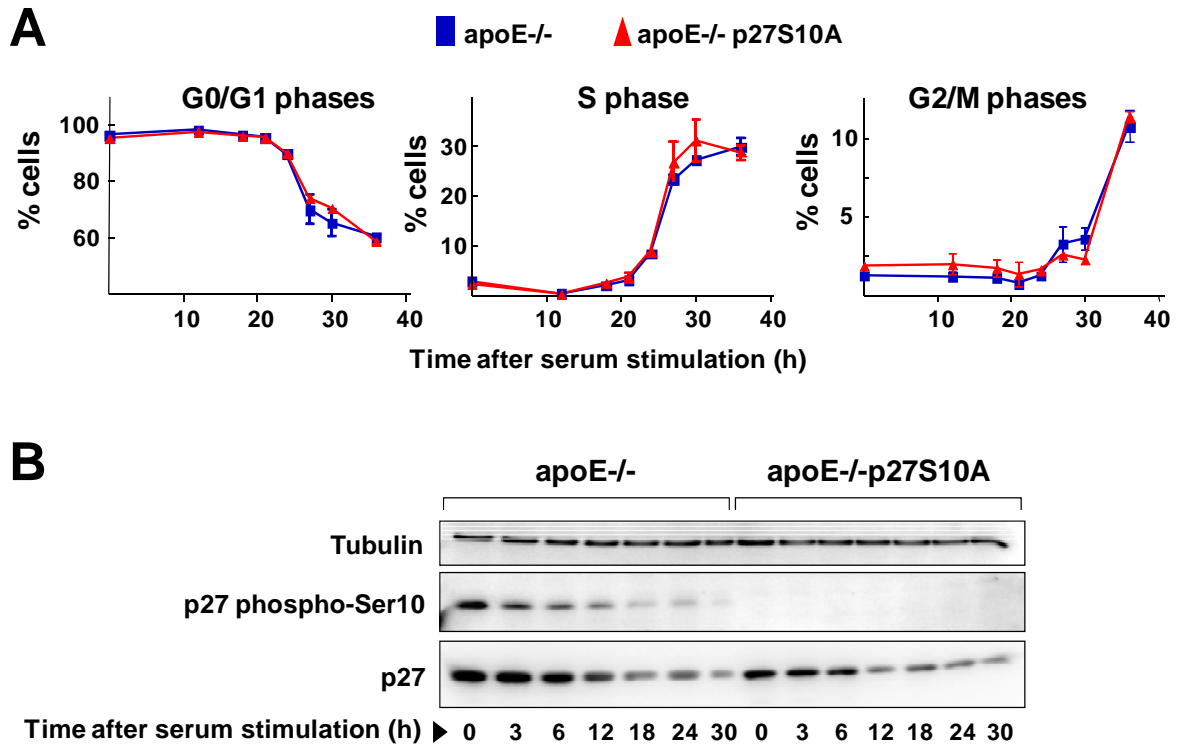 A
apoE-/- apoE-/- p27S10A
G0/G1 phases S phase G2/M phases
% cells % cells % cells
100 30 10
80 20 5
60 10
10 20 30 40 10 20 30 40 10 20 30 40
Time after serum stimulation (h)
B
apoE-/- apoE-/-p27S10A
Tubulin
p27 phospho-Ser10
p27
Time after serum stimulation (h) 0 3 6 12 18 24 30 0 3 6 12 18 24 30